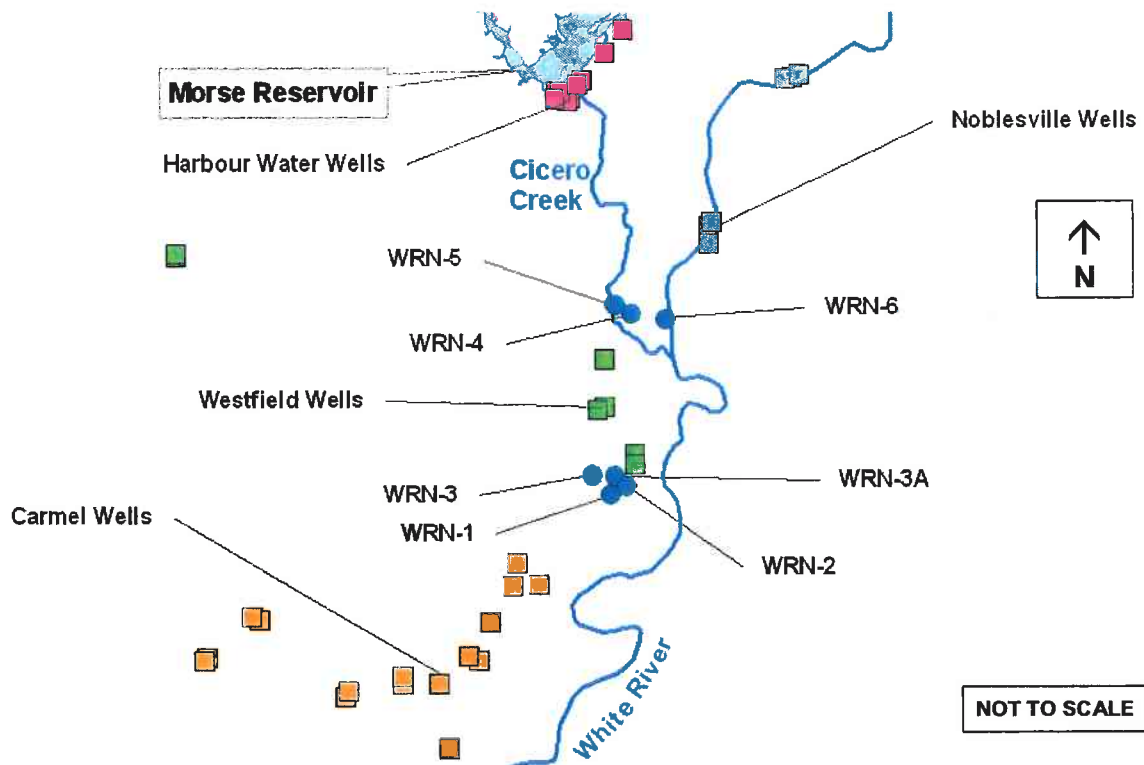 Morse Reservoir
Harbour Water Wells
Noblesville Wells
Cicero
Creek
N
WRN-5
WRN-4
WRN-6
Westfield Wells
WRN-3
WRN-3A
WRN-1
WRN-2
Carmel Wells
White River
NOT TO SCALE